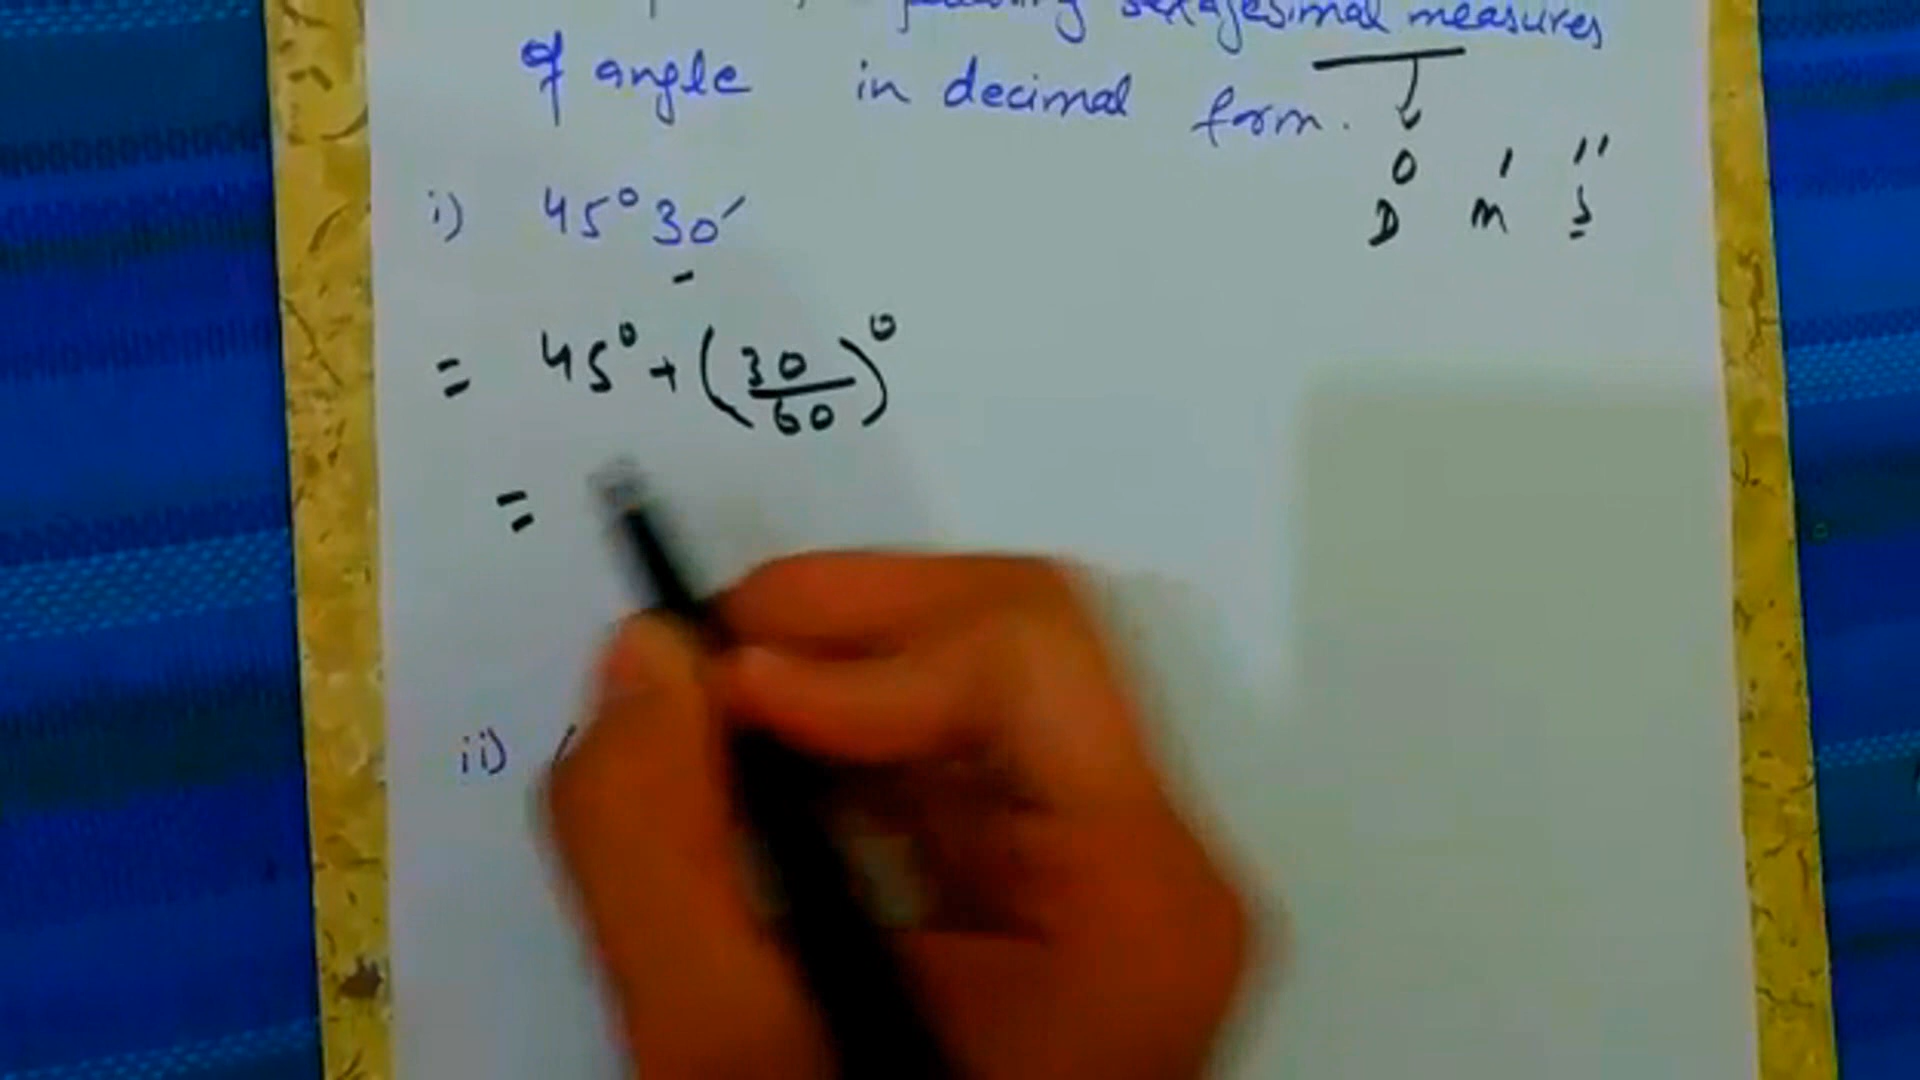 sexagesimal measures
of angle in decimal form.
° ′ ″
D M S
i) 45° 30′
= 45° + (30/60)°
=
ii) (